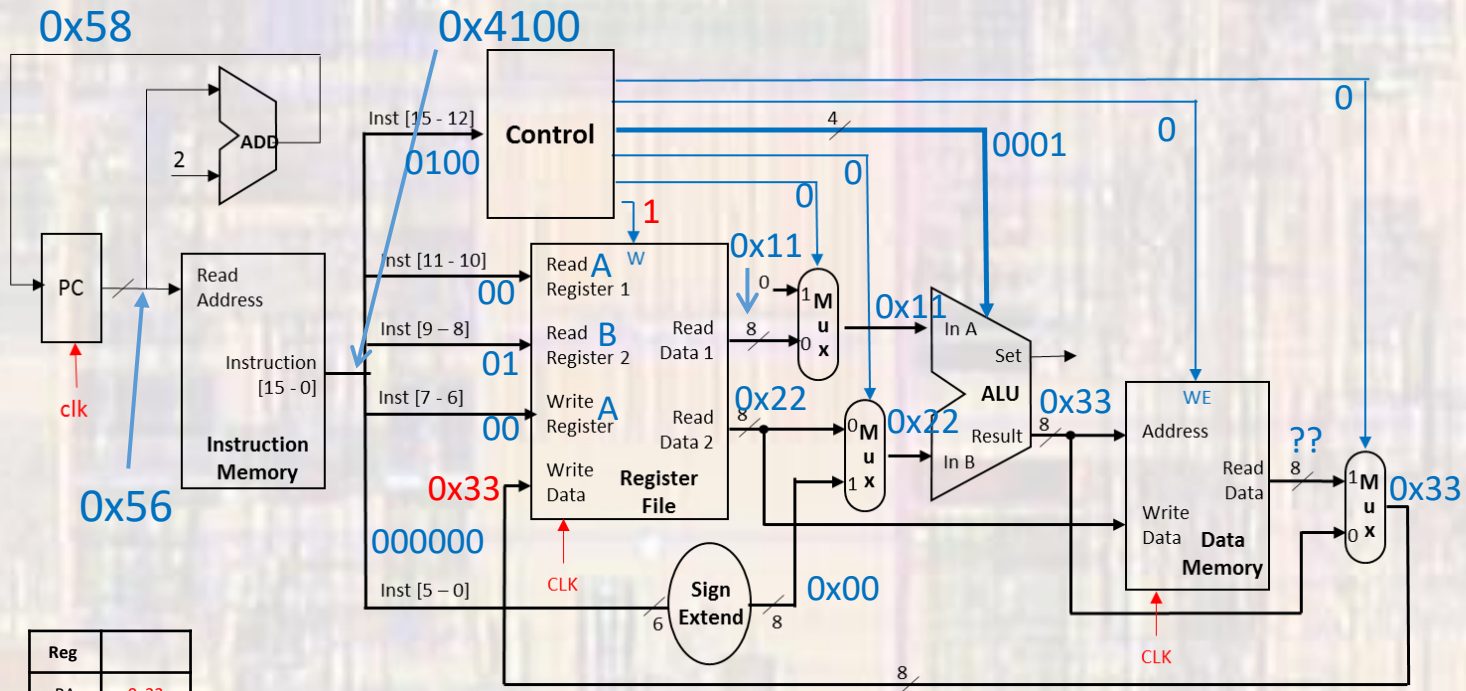 0x58
0x4100
ADD
2
PC
clk
0x56
Read
Address
Instruction
[15 - 0]
Instruction
Memory
Inst [15 - 12]
0100
Inst [11 - 10]
00
Inst [9 – 8]
01
Inst [7 - 6]
00
000000
Inst [5 – 0]
Control
1
W
Read A
Register 1
Read B
Register 2
Write A
Register
Write
Data
0x33
Read
Data 1
Read
Data 2
Register
File
CLK
Sign
Extend
6
8
0x00
0x11
8
0
1
M
u
x
0
0
0x11
0x22
8
0
M
u
x
1
0
0x22
4
0001
In A
In B
Set
ALU
Result
0x33
8
0
WE
Address
Read
Data
Write
Data
Data
Memory
CLK
??
8
0
1
M
u
x
0
0x33
8
Reg